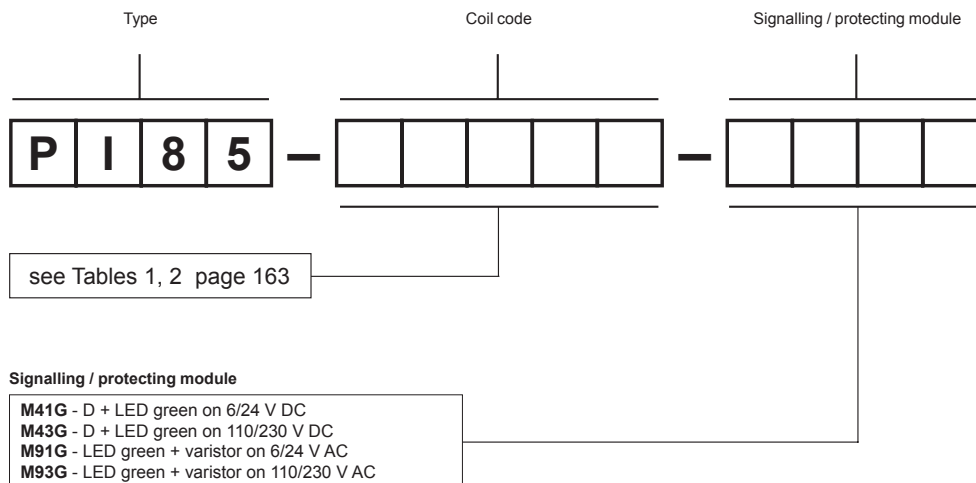 Type Coil code Signalling / protecting module
P I 8 5 – –
see Tables 1, 2 page 163
Signalling / protecting module
M41G - D + LED green on 6/24 V DC
M43G - D + LED green on 110/230 V DC
M91G - LED green + varistor on 6/24 V AC
M93G - LED green + varistor on 110/230 V AC